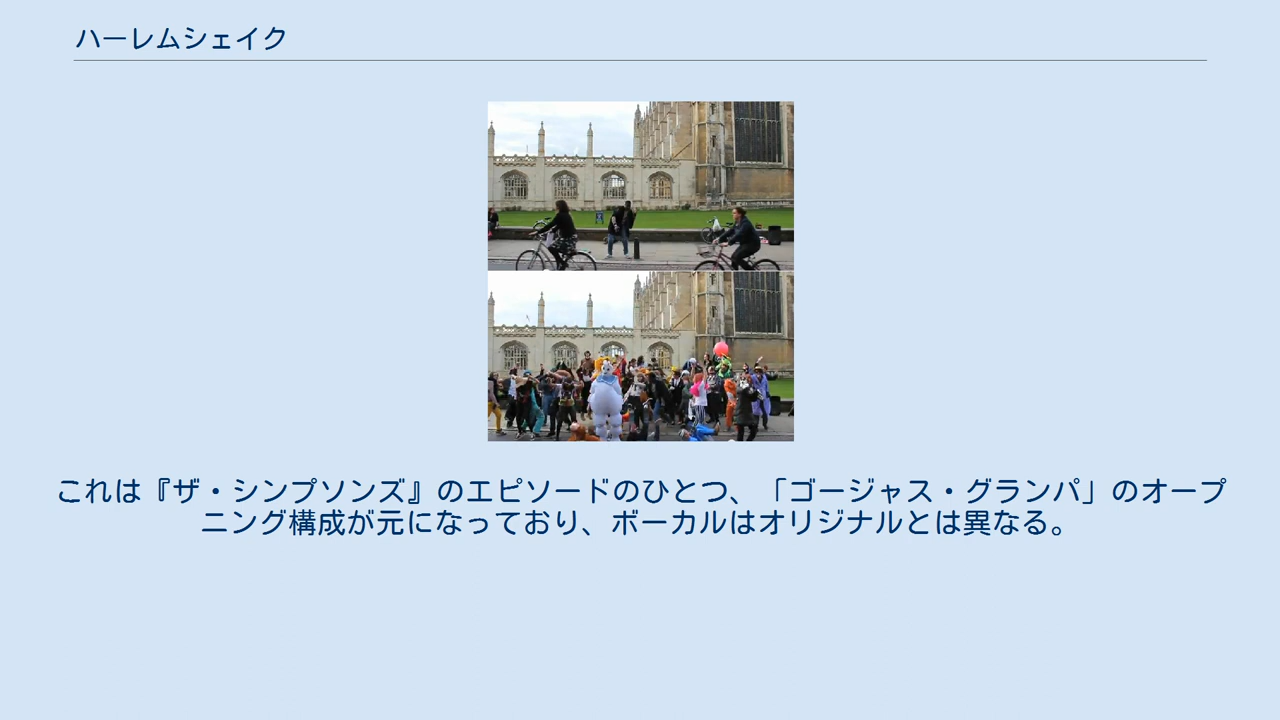 ハーレムシェイク
これは『ザ・シンプソンズ』のエピソードのひとつ、「ゴージャス・グランパ」のオープ
ニング構成が元になっており、ボーカルはオリジナルとは異なる。